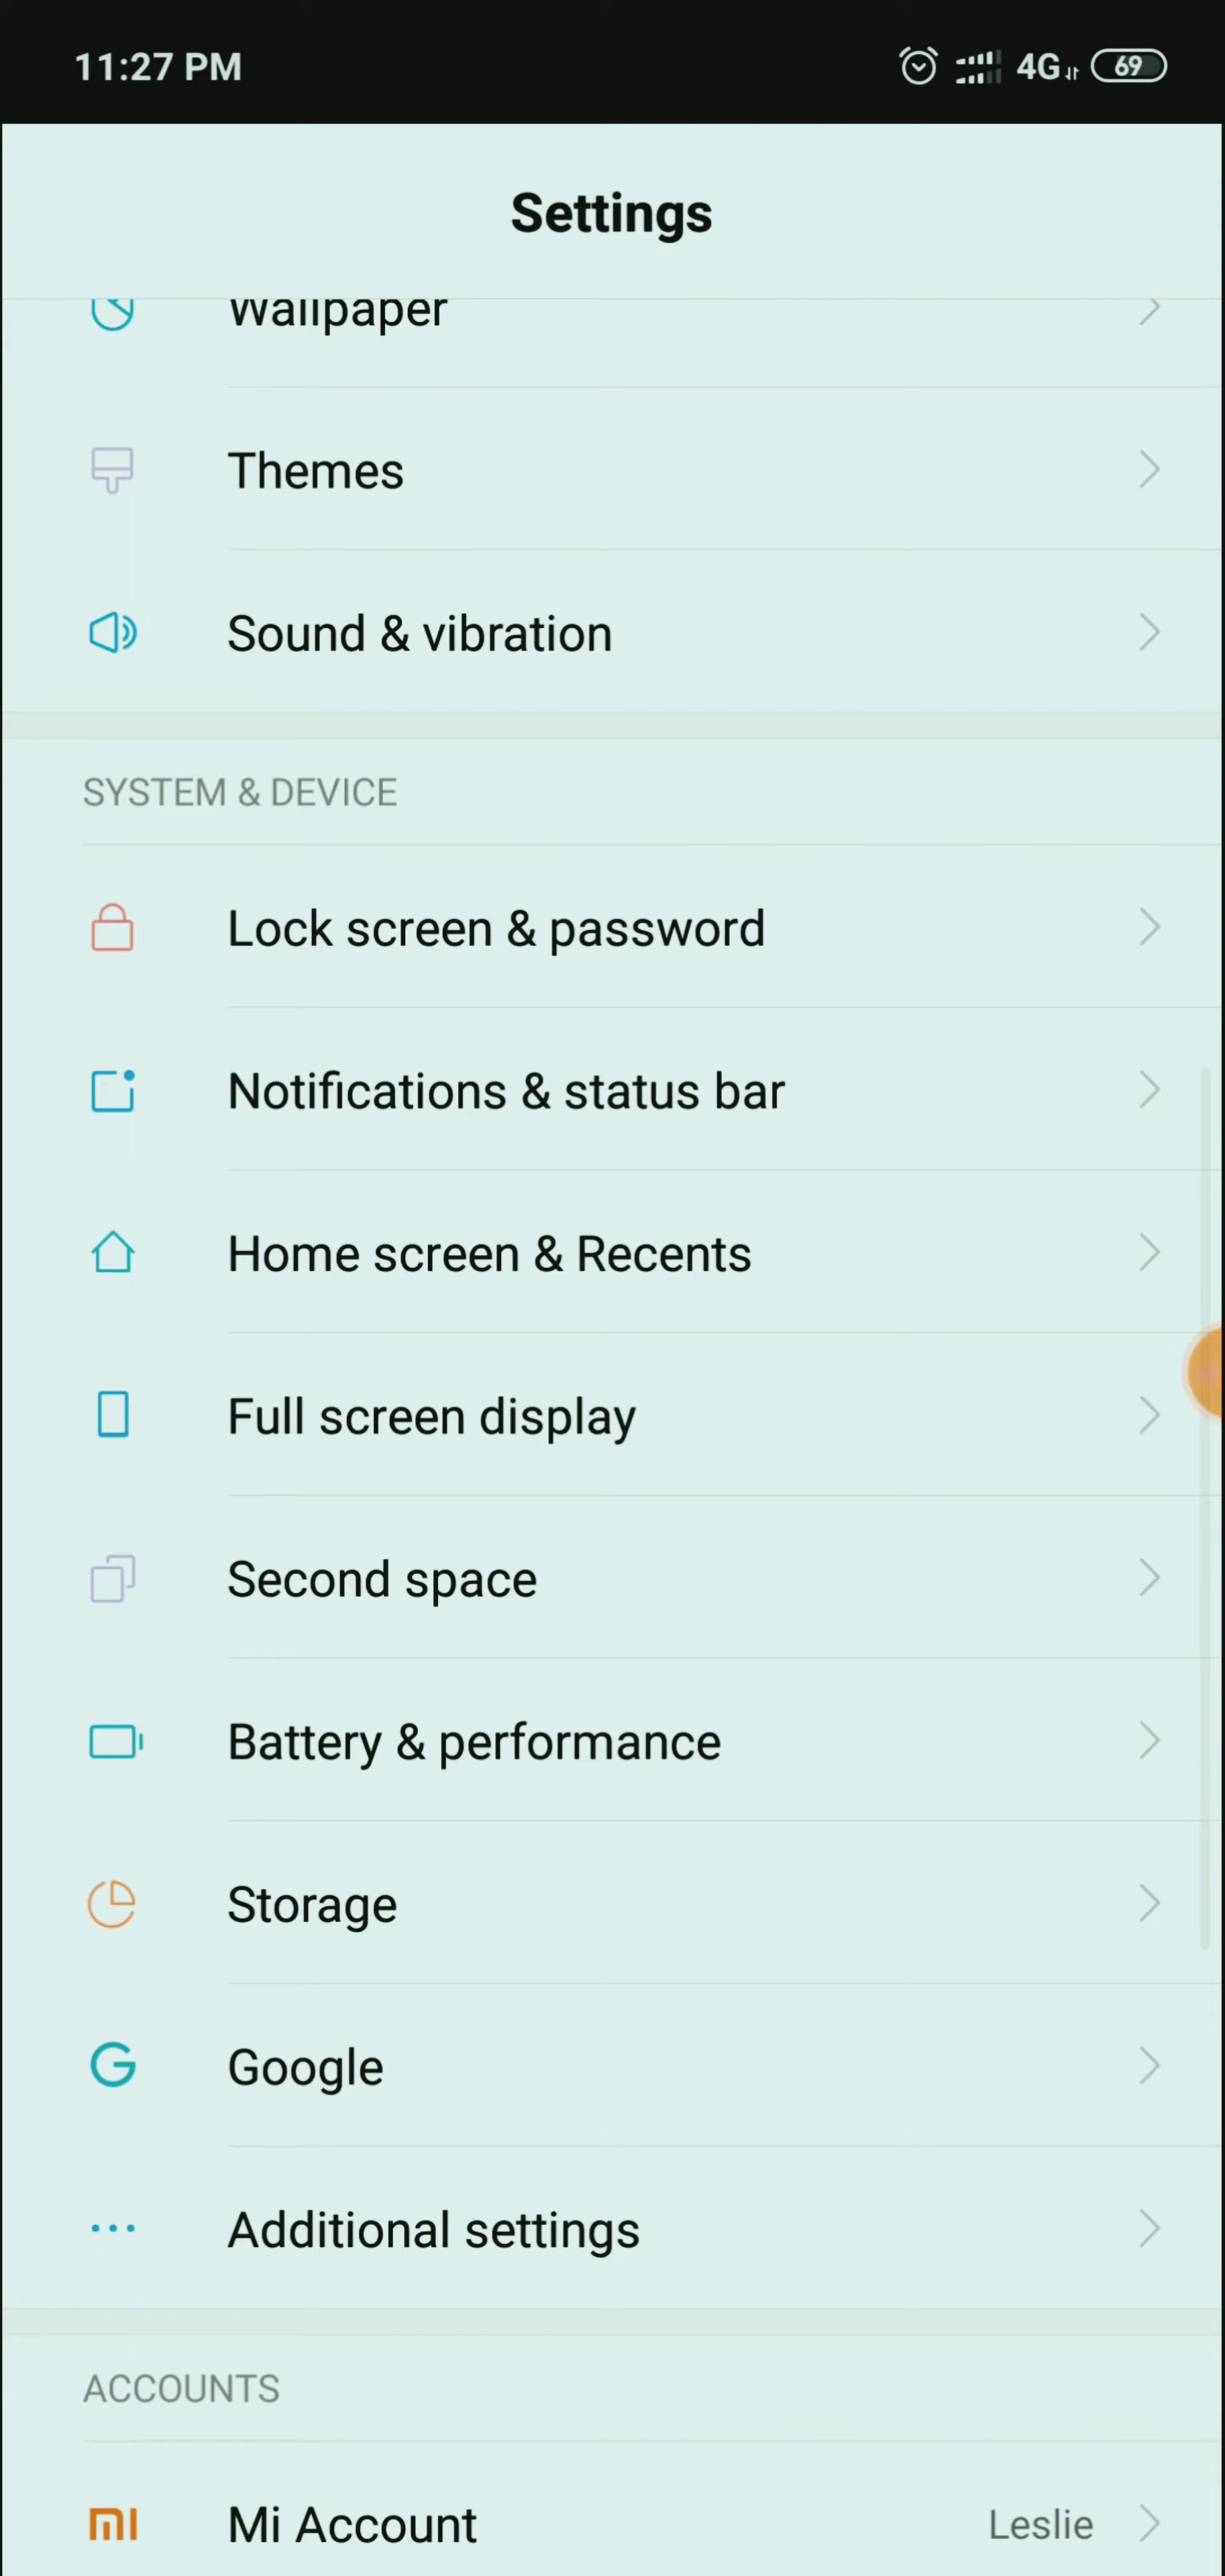 11:27 PM 4G 69
Settings
Wallpaper
Themes
Sound & vibration
SYSTEM & DEVICE
Lock screen & password
Notifications & status bar
Home screen & Recents
Full screen display
Second space
Battery & performance
Storage
Google
Additional settings
ACCOUNTS
Mi Account Leslie